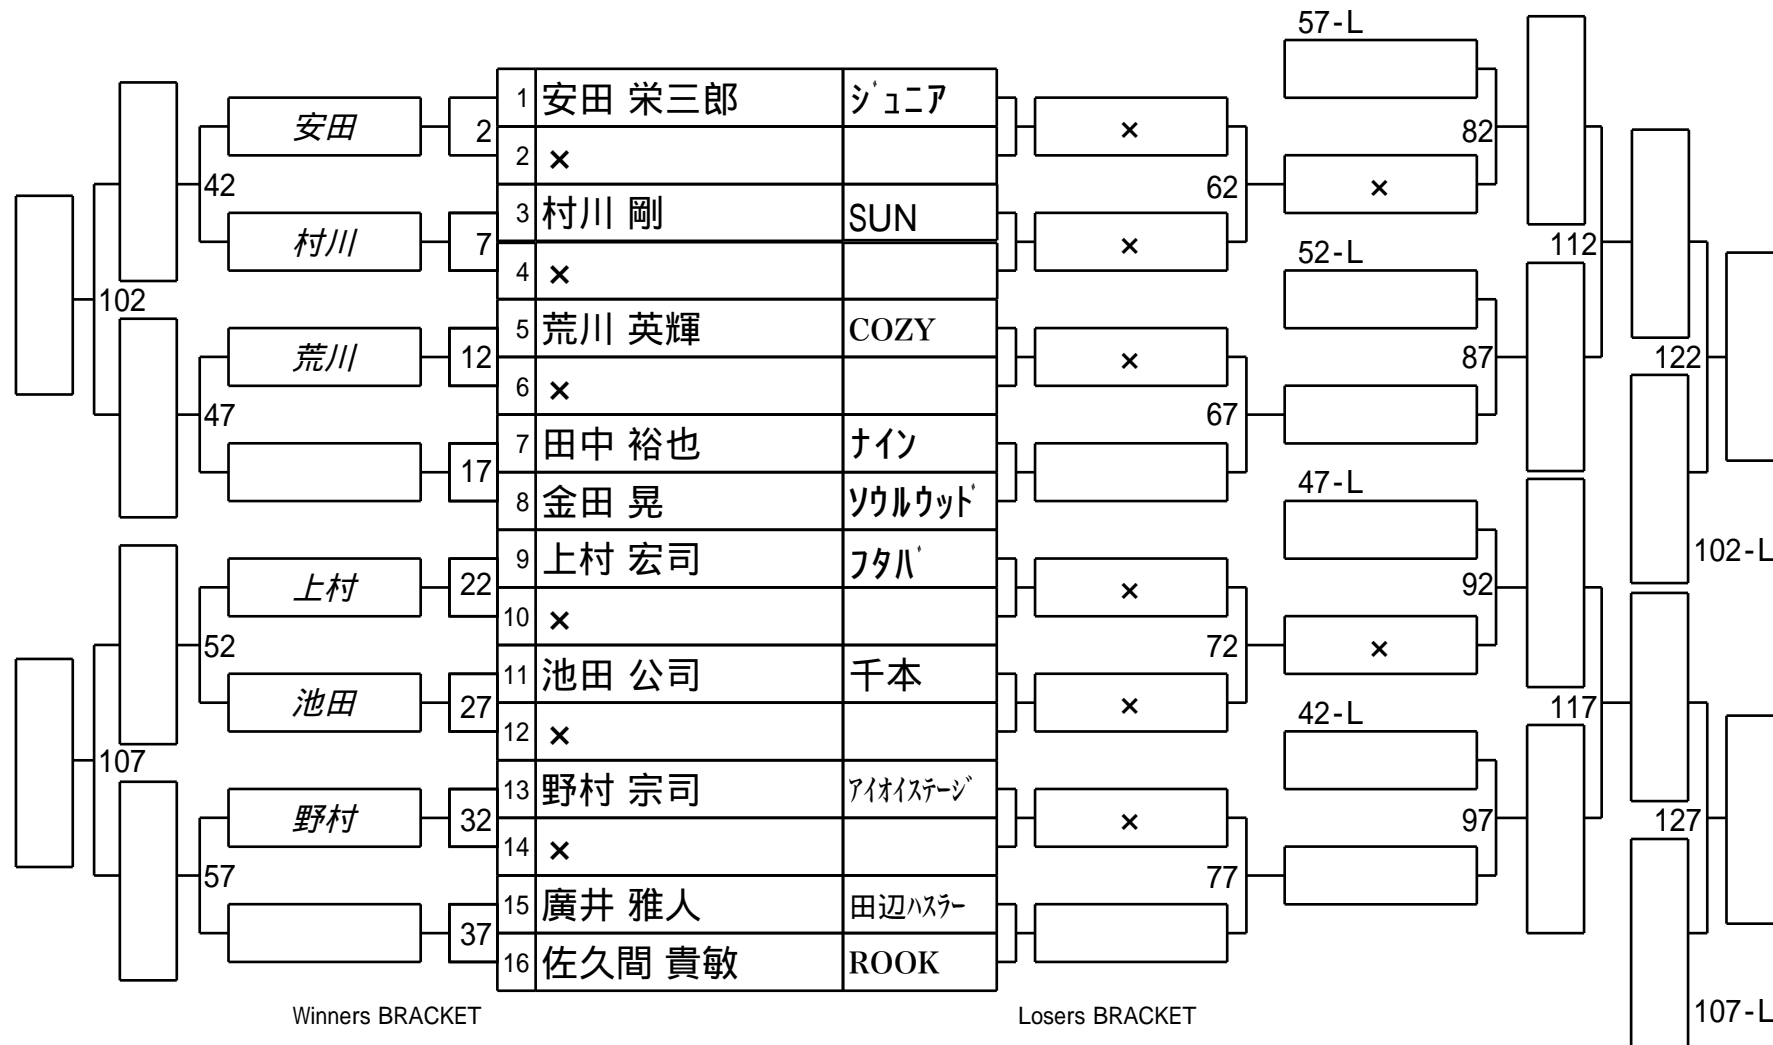 57-L
1 安田 栄三郎 ジュニア
安田 2 × 82
2 ×
42 62 ×
3 村川 剛 SUN
村川 7 × 112
4 × 52-L
102
5 荒川 英輝 COZY
荒川 12 × 87 122
6 ×
47 67
7 田中 裕也 ナイン
17 47-L
8 金田 晃 ソウルウッド
9 上村 宏司 フタバ 102-L
上村 22 × 92
10 ×
52 72 ×
11 池田 公司 千本
池田 27 × 42-L 117
12 ×
107
13 野村 宗司 アイオイステージ
野村 32 × 97 127
14 ×
57 77
15 廣井 雅人 田辺ハスラー
37
16 佐久間 貴敏 ROOK
Winners BRACKET Losers BRACKET 107-L